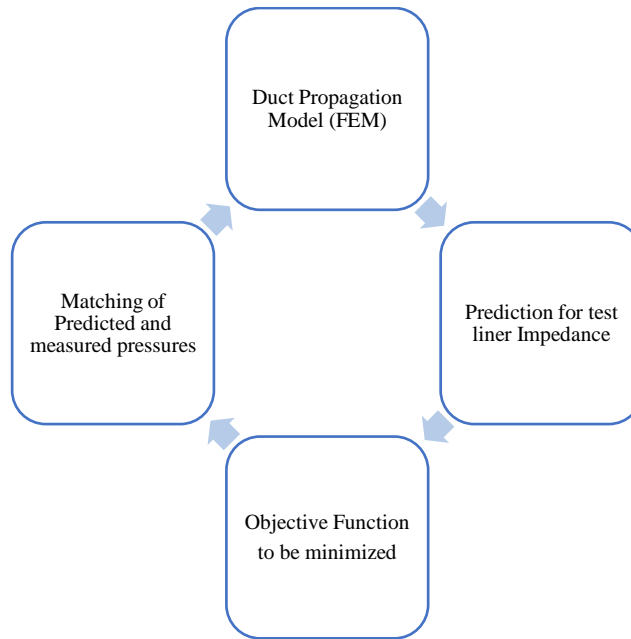 Duct Propagation
Model (FEM)
Prediction for test
liner Impedance
Objective Function
to be minimized
Matching of
Predicted and
measured pressures